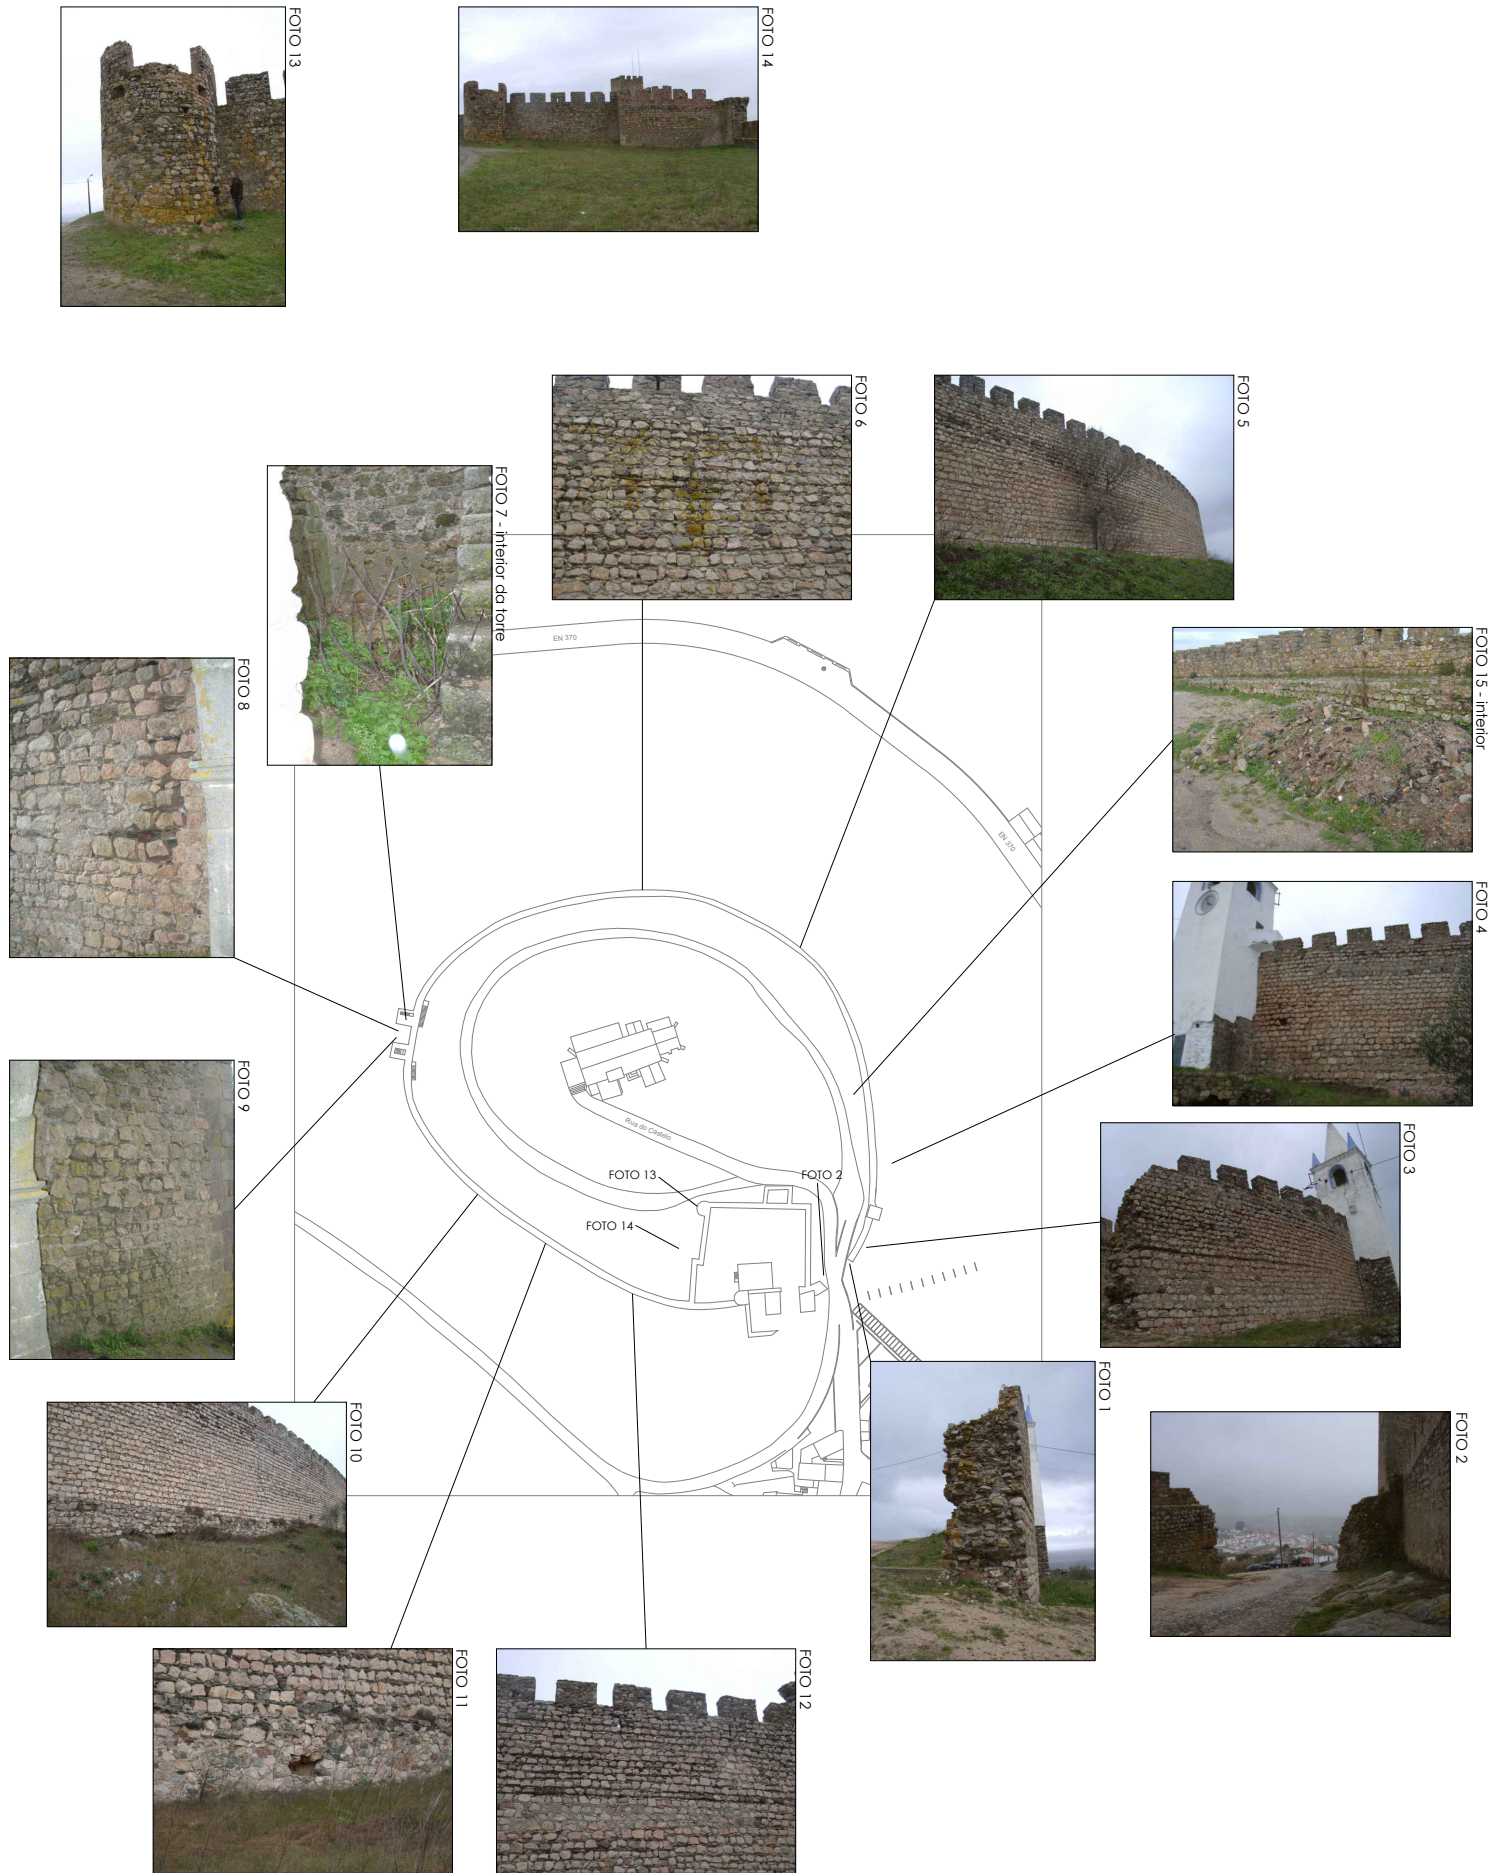 FOTO 13
FOTO 14
FOTO 6
FOTO 5
FOTO 7 - interior da torre
FOTO 15 - interior
EN 370
EN 370
FOTO 8
FOTO 4
FOTO 9
FOTO 3
Rua do Castelo
FOTO 13
FOTO 2
FOTO 14
FOTO 10
FOTO 1
FOTO 2
FOTO 11
FOTO 12